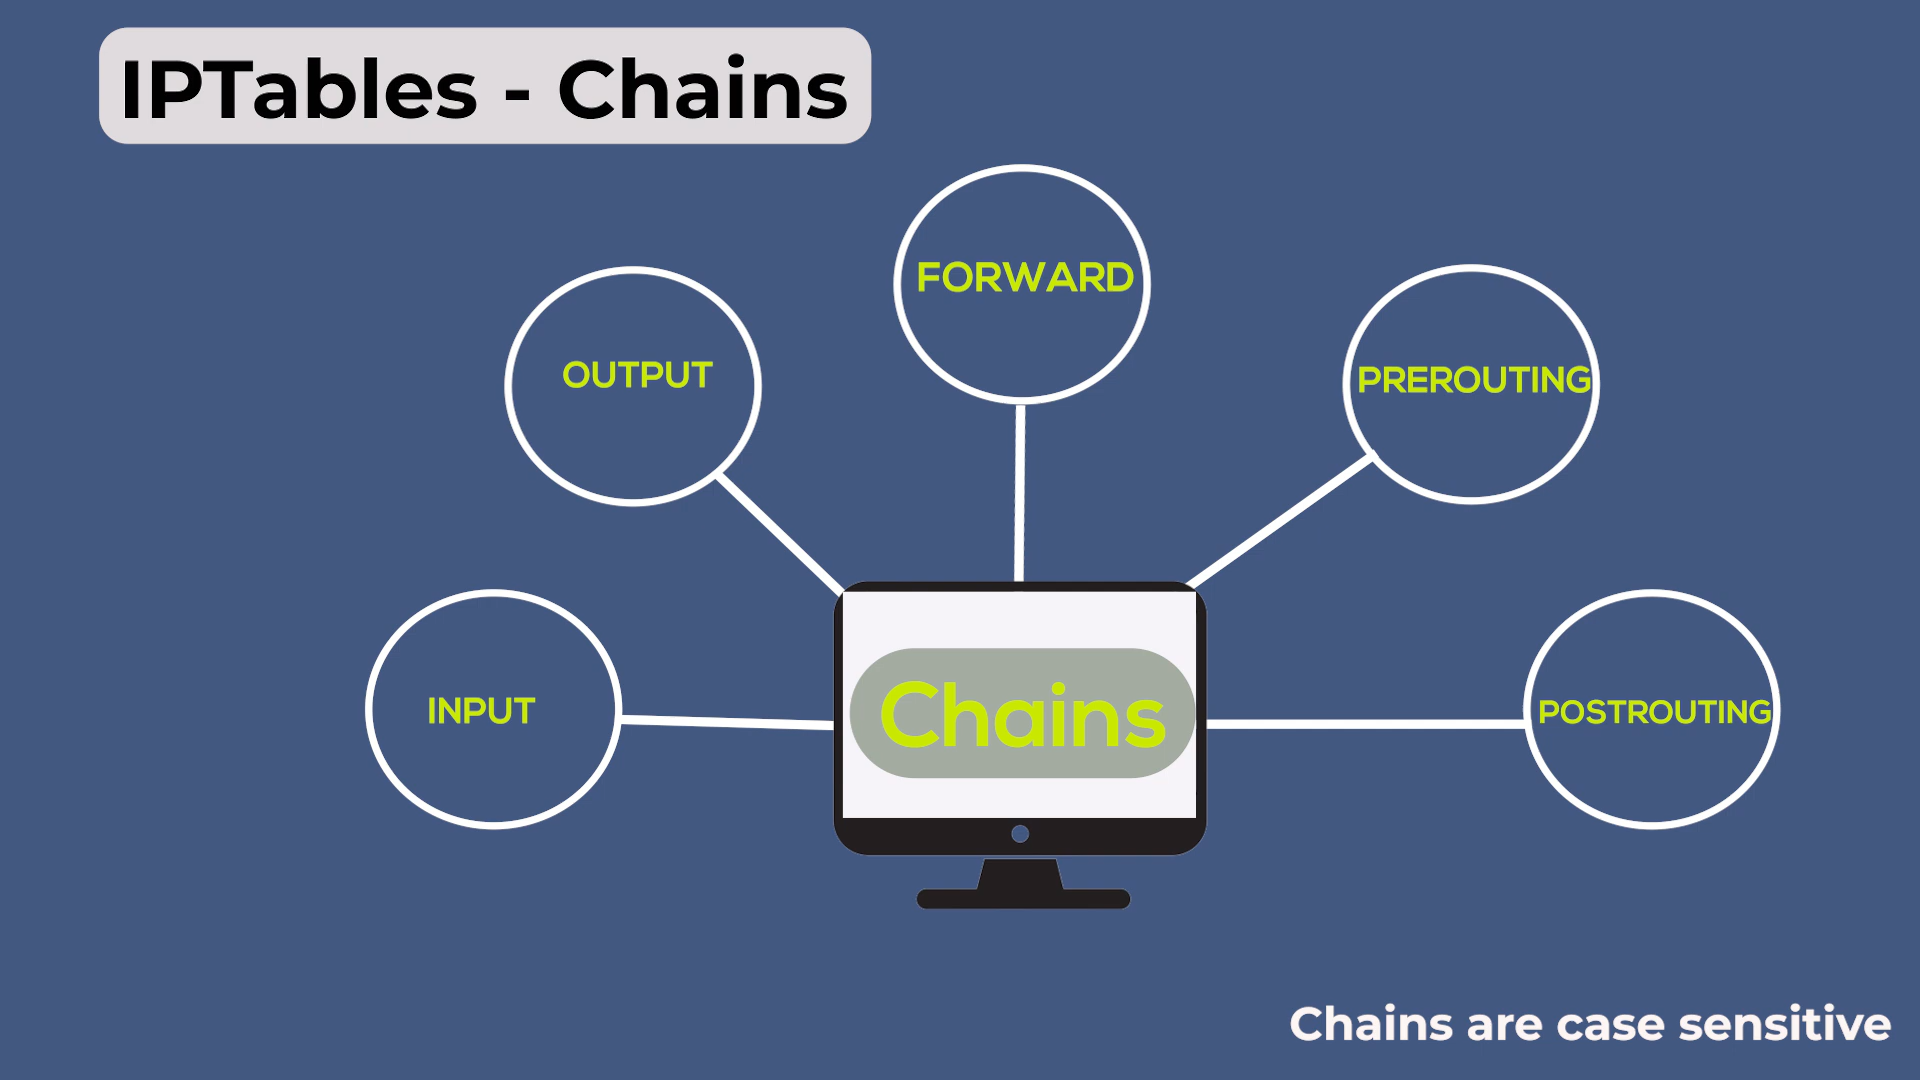 IPTables - Chains
FORWARD
OUTPUT
PREROUTING
INPUT
Chains
POSTROUTING
Chains are case sensitive